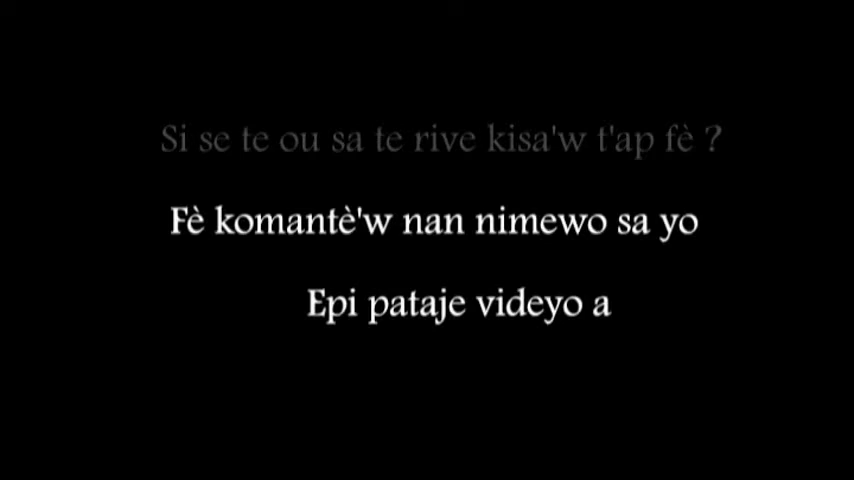 Si se te ou sa te rive kisa'w t'ap fè ?
Fè komantè'w nan nimewo sa yo
Epi pataje videyo a